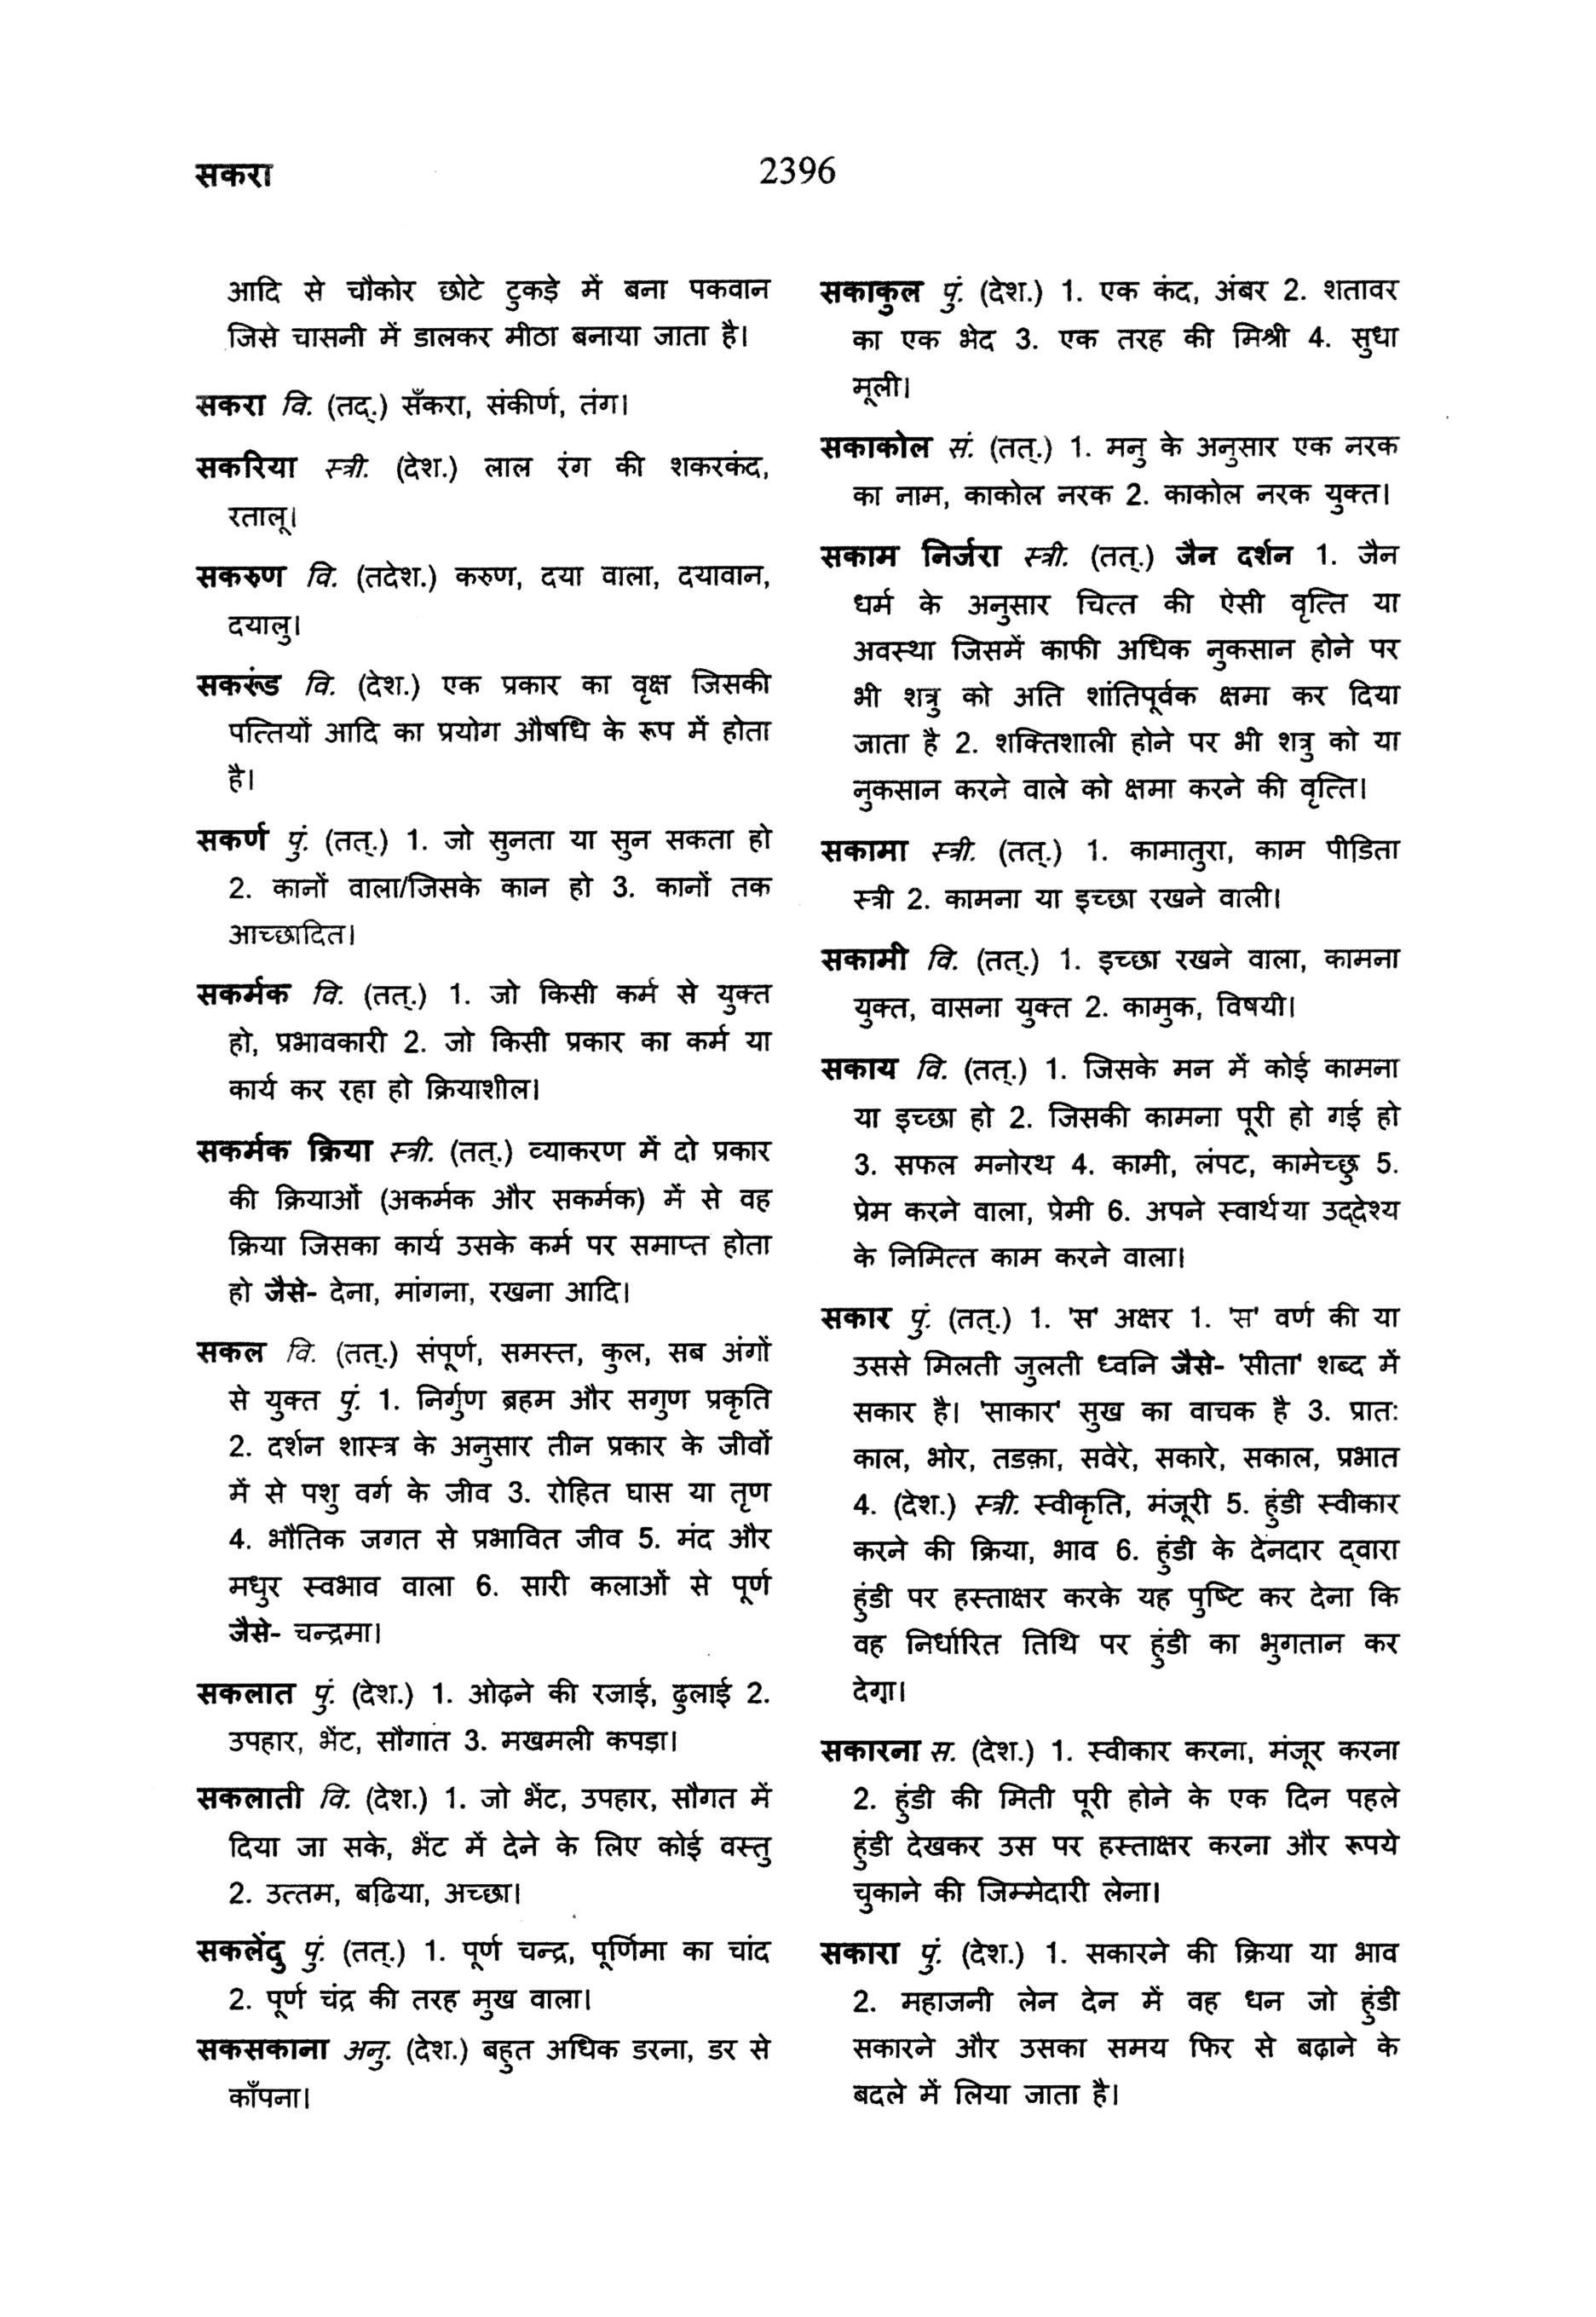 सकरा
2396
आदि से चौकोर छोटे टुकड़े में बना पकवान
जिसे चासनी में डालकर मीठा बनाया जाता है।
सकरा वि. (तद्.) सँकरा, संकीर्ण, तंग।
सकरिया स्त्री. (देश.) लाल रंग की शकरकंद,
रतालू।
सकरुण वि. (तदेश.) करुण, दया वाला, दयावान,
दयालु।
सकरुंड वि. (देश.) एक प्रकार का वृक्ष जिसकी
पत्तियों आदि का प्रयोग औषधि के रूप में होता
है।
सकर्ण पुं. (तत्.) 1. जो सुनता या सुन सकता हो
2. कानों वाला/जिसके कान हो 3. कानों तक
आच्छादित।
सकर्मक वि. (तत्.) 1. जो किसी कर्म से युक्त
हो, प्रभावकारी 2. जो किसी प्रकार का कर्म या
कार्य कर रहा हो क्रियाशील।
सकर्मक क्रिया स्त्री. (तत्.) व्याकरण में दो प्रकार
की क्रियाओं (अकर्मक और सकर्मक) में से वह
क्रिया जिसका कार्य उसके कर्म पर समाप्त होता
हो जैसे- देना, मांगना, रखना आदि।
सकल वि. (तत्.) संपूर्ण, समस्त, कुल, सब अंगों
से युक्त पुं. 1. निर्गुण ब्रहम और सगुण प्रकृति
2. दर्शन शास्त्र के अनुसार तीन प्रकार के जीवों
में से पशु वर्ग के जीव 3. रोहित घास या तृण
4. भौतिक जगत से प्रभावित जीव 5. मंद और
मधुर स्वभाव वाला 6. सारी कलाओं से पूर्ण
जैसे- चन्द्रमा।
सकलात पुं. (देश.) 1. ओढ़ने की रजाई, ढुलाई 2.
उपहार, भेंट, सौगात 3. मखमली कपड़ा।
सकलाती वि. (देश.) 1. जो भेंट, उपहार, सौगत में
दिया जा सके, भेंट में देने के लिए कोई वस्तु
2. उत्तम, बढ़िया, अच्छा।
सकलेंदु पुं. (तत्.) 1. पूर्ण चन्द्र, पूर्णिमा का चांद
2. पूर्ण चंद्र की तरह मुख वाला।
सकसकाना अनु. (देश.) बहुत अधिक डरना, डर से
काँपना।
सकाकुल पुं. (देश.) 1. एक कंद, अंबर 2. शतावर
का एक भेद 3. एक तरह की मिश्री 4. सुधा
मूली।
सकाकोल सं. (तत्.) 1. मनु के अनुसार एक नरक
का नाम, काकोल नरक 2. काकोल नरक युक्त।
सकाम निर्जरा स्त्री. (तत्.) जैन दर्शन 1. जैन
धर्म के अनुसार चित्त की ऐसी वृत्ति या
अवस्था जिसमें काफी अधिक नुकसान होने पर
भी शत्रु को अति शांतिपूर्वक क्षमा कर दिया
जाता है 2. शक्तिशाली होने पर भी शत्रु को या
नुकसान करने वाले को क्षमा करने की वृत्ति।
सकामा स्त्री. (तत्.) 1. कामातुरा, काम पीडिता
स्त्री 2. कामना या इच्छा रखने वाली।
सकामी वि. (तत्.) 1. इच्छा रखने वाला, कामना
युक्त, वासना युक्त 2. कामुक, विषयी।
सकाय वि. (तत्.) 1. जिसके मन में कोई कामना
या इच्छा हो 2. जिसकी कामना पूरी हो गई हो
3. सफल मनोरथ 4. कामी, लंपट, कामेच्छु 5.
प्रेम करने वाला, प्रेमी 6. अपने स्वार्थ या उद्देश्य
के निमित्त काम करने वाला।
सकार पुं. (तत्.) 1. 'स' अक्षर 1. 'स' वर्ण की या
उससे मिलती जुलती ध्वनि जैसे- 'सीता' शब्द में
सकार है। 'साकार' सुख का वाचक है 3. प्रातः
काल, भोर, तडक़ा, सवेरे, सकारे, सकाल, प्रभात
4. (देश.) स्त्री. स्वीकृति, मंजूरी 5. हुंडी स्वीकार
करने की क्रिया, भाव 6. हुंडी के देनदार द्वारा
हुंडी पर हस्ताक्षर करके यह पुष्टि कर देना कि
वह निर्धारित तिथि पर हुंडी का भुगतान कर
देगा।
सकारना स. (देश.) 1. स्वीकार करना, मंजूर करना
2. हुंडी की मिती पूरी होने के एक दिन पहले
हुंडी देखकर उस पर हस्ताक्षर करना और रूपये
चुकाने की जिम्मेदारी लेना।
सकारा पुं. (देश.) 1. सकारने की क्रिया या भाव
2. महाजनी लेन देन में वह धन जो हुंडी
सकारने और उसका समय फिर से बढ़ाने के
बदले में लिया जाता है।